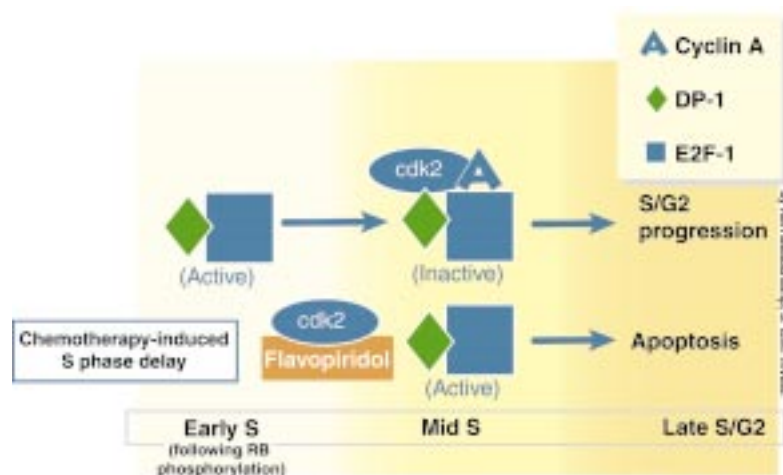 Cyclin A
DP-1
E2F-1
cdk2
A
S/G2
progression
(Active)
(Inactive)
Chemotherapy-induced
S phase delay
cdk2
Flavopiridol
Apoptosis
(Active)
Early S
(following RB
phosphorylation)
Mid S
Late S/G2